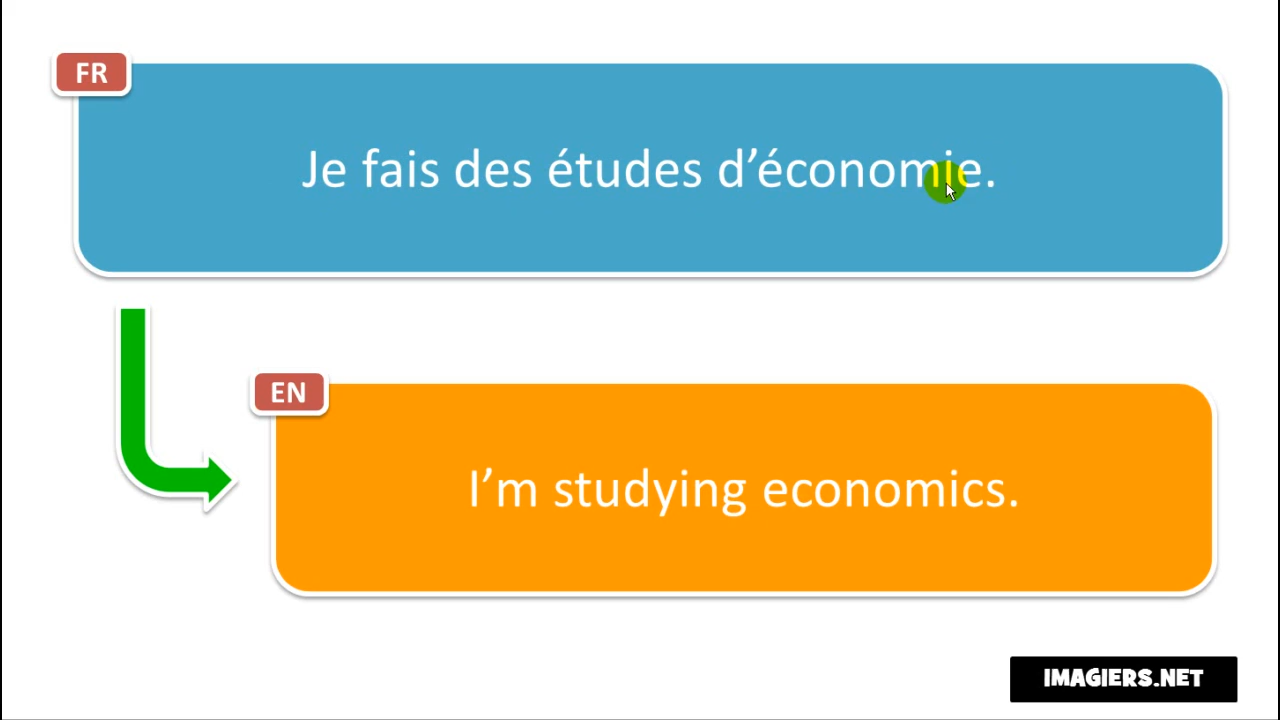 FR
Je fais des études d’économie.
EN
I’m studying economics.
IMAGIERS.NET